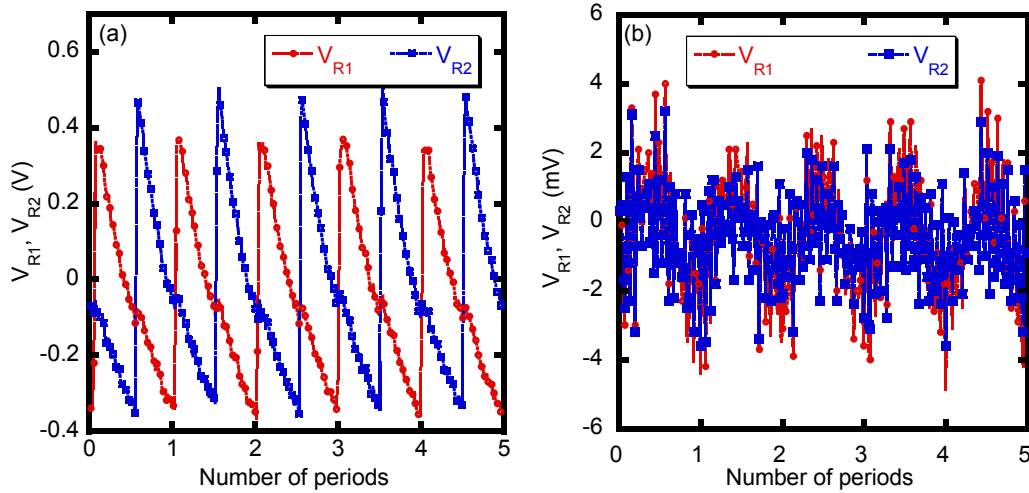 (a)
V_R1 V_R2
V_R1, V_R2 (V)
0.6
0.4
0.2
0
-0.2
-0.4
0 1 2 3 4 5
Number of periods
(b)
V_R1 V_R2
V_R1, V_R2 (mV)
6
4
2
0
-2
-4
-6
0 1 2 3 4 5
Number of periods